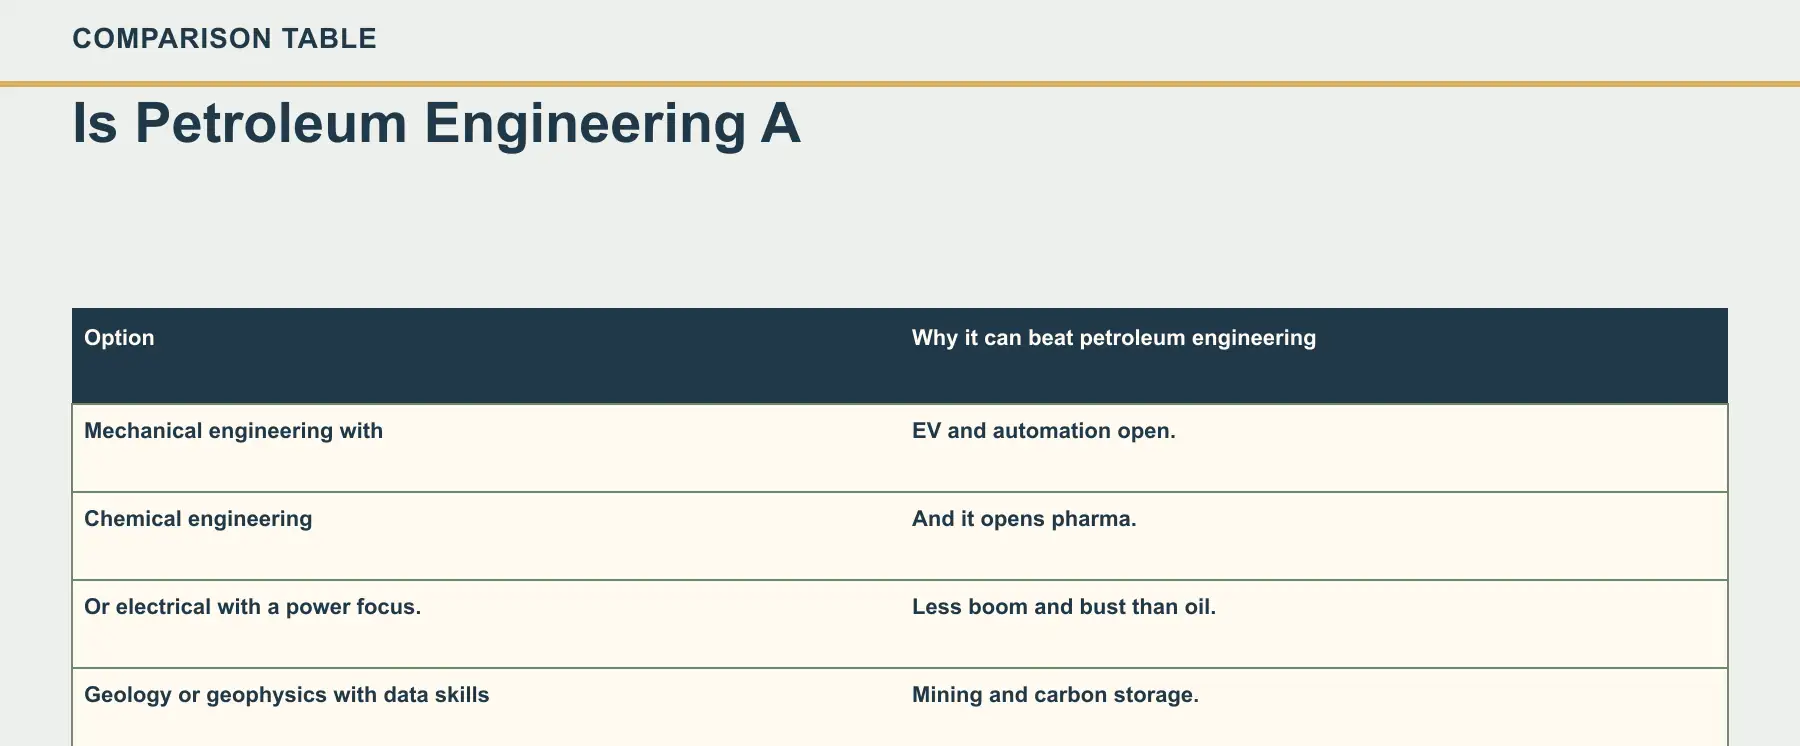 COMPARISON TABLE
Is Petroleum Engineering A
Option
Why it can beat petroleum engineering
Mechanical engineering with
EV and automation open.
Chemical engineering
And it opens pharma.
Or electrical with a power focus.
Less boom and bust than oil.
Geology or geophysics with data skills
Mining and carbon storage.